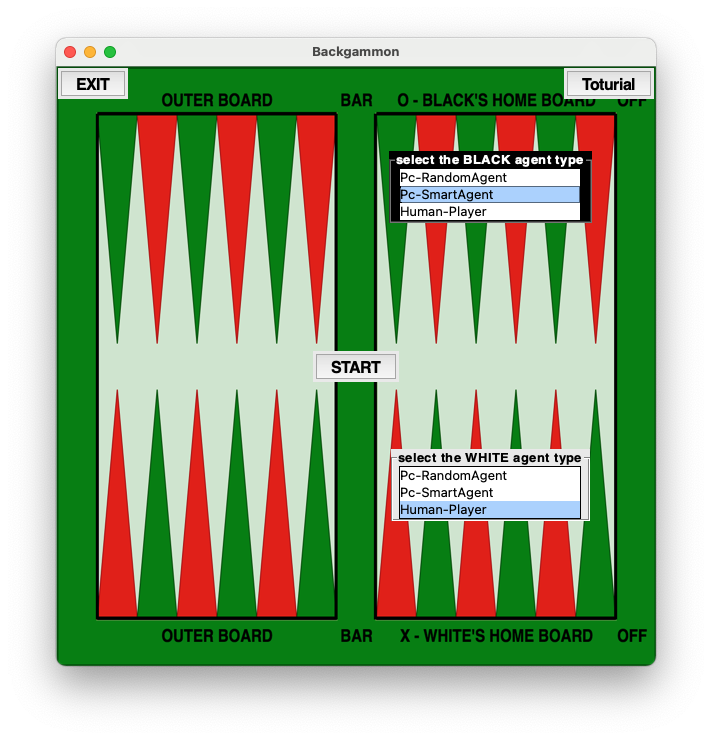 Backgammon
EXIT
Toturial
OUTER BOARD
BAR
O - BLACK'S HOME BOARD
OFF
select the BLACK agent type
Pc-RandomAgent
Pc-SmartAgent
Human-Player
START
select the WHITE agent type
Pc-RandomAgent
Pc-SmartAgent
Human-Player
OUTER BOARD
BAR
X - WHITE'S HOME BOARD
OFF